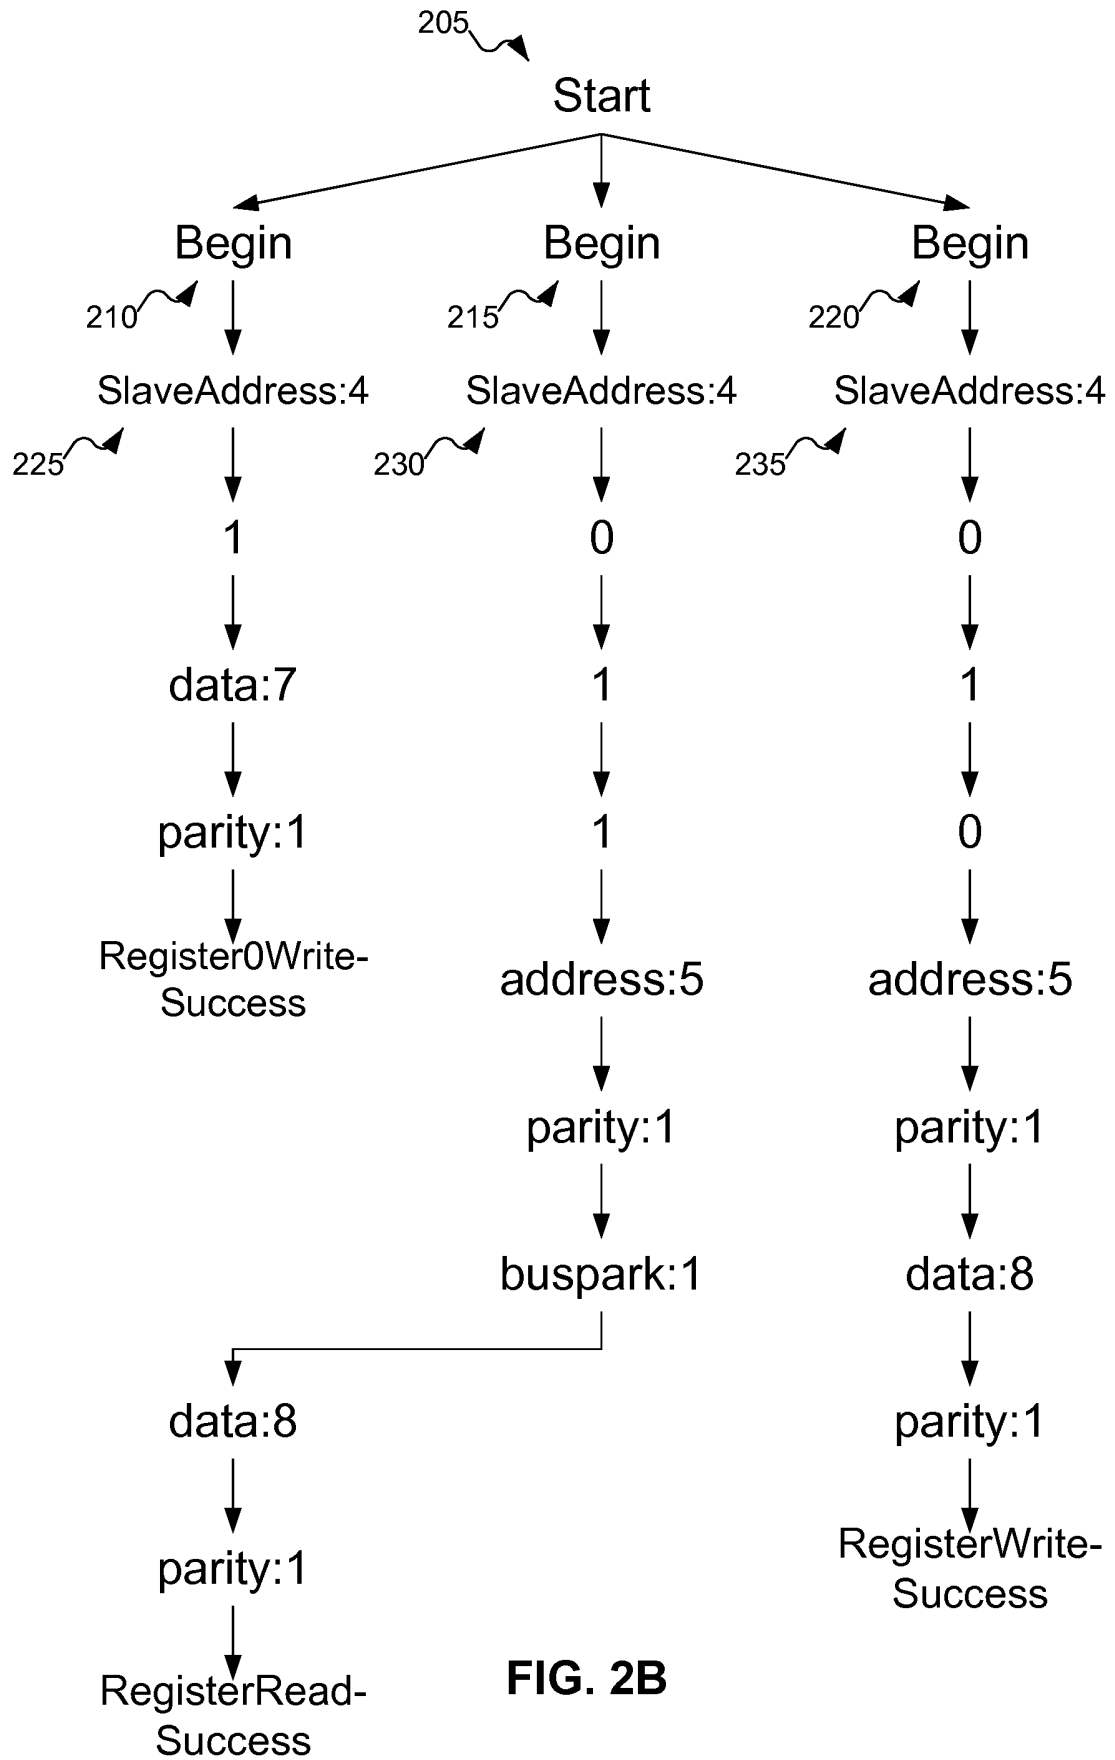 205
Start
Begin
Begin
Begin
210
215
220
SlaveAddress:4
SlaveAddress:4
SlaveAddress:4
225
230
235
1
0
0
data:7
1
1
parity:1
1
0
Register0Write-
Success
address:5
address:5
parity:1
parity:1
buspark:1
data:8
data:8
parity:1
parity:1
RegisterWrite-
Success
RegisterRead-
Success
FIG. 2B